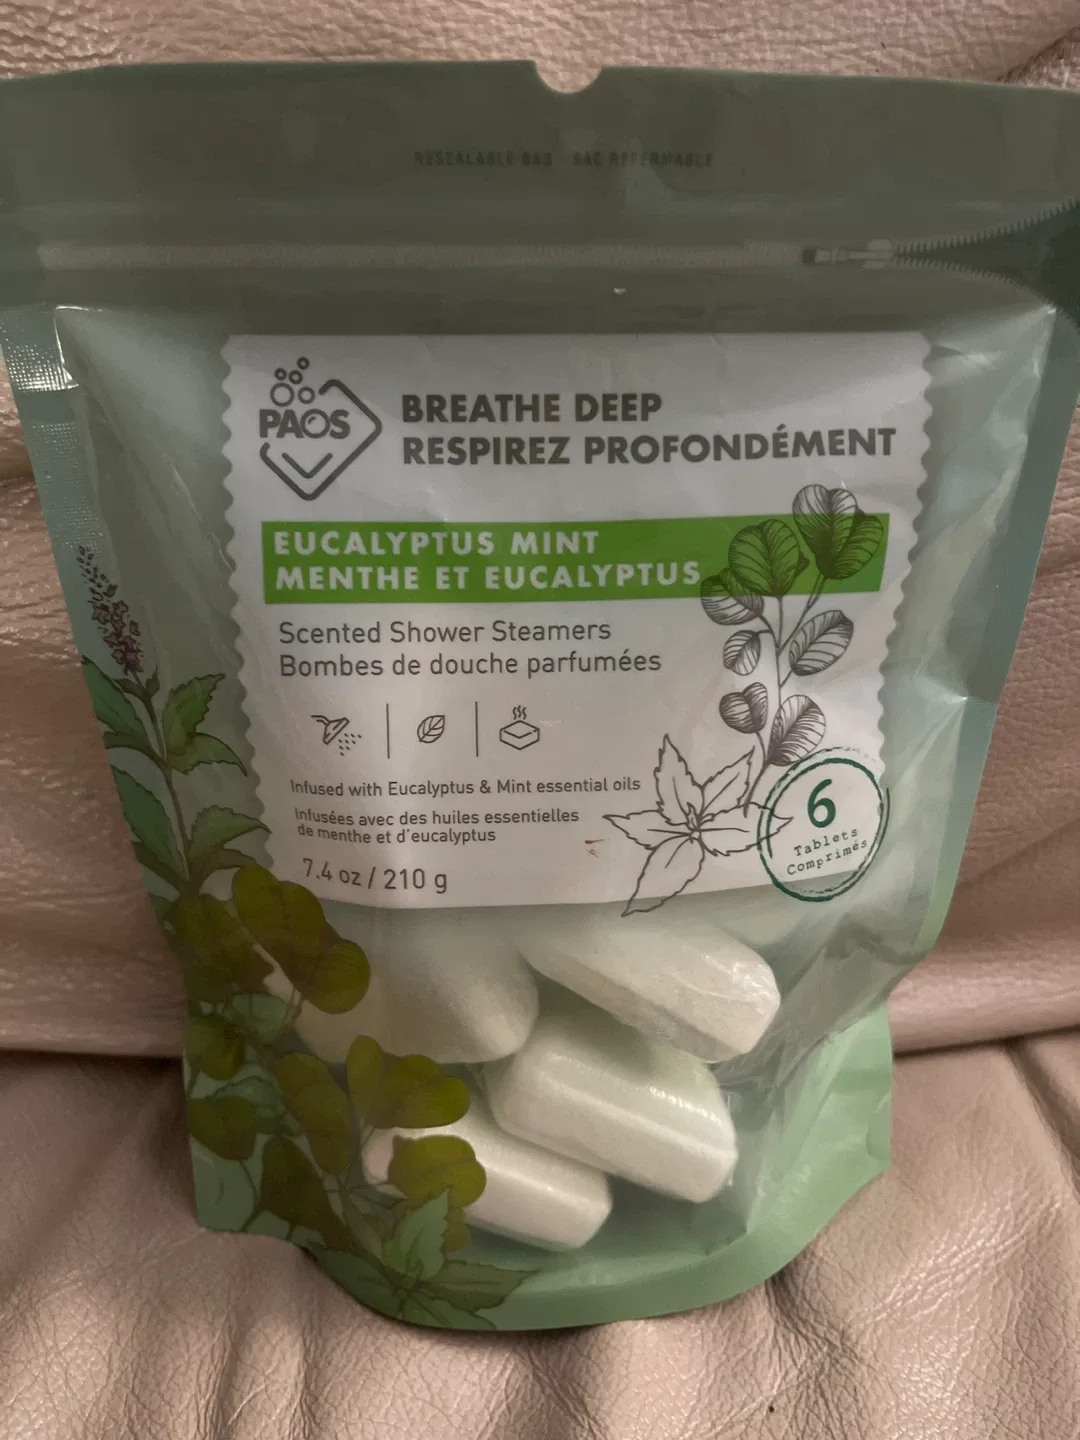 RESEALABLE BAG SAC REFERMABLE
PAOS
BREATHE DEEP
RESPIREZ PROFONDÉMENT
EUCALYPTUS MINT
MENTHE ET EUCALYPTUS
Scented Shower Steamers
Bombes de douche parfumées
Infused with Eucalyptus & Mint essential oils
Infusées avec des huiles essentielles
de menthe et d'eucalyptus
7.4 oz / 210 g
6
Tablets
Comprimés